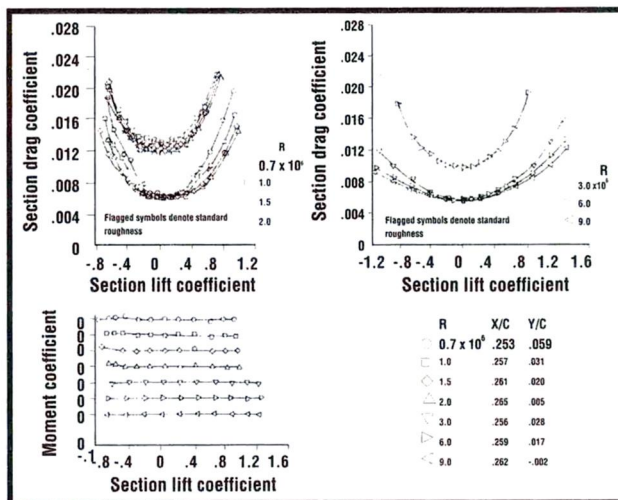 Section drag coefficient
.028
.024
.020
.016
.012
.008
.004
0
R
0.7 x 10⁶
1.0
1.5
2.0
Flagged symbols denote standard
roughness
-.8 -.4 0 .4 .8 1.2
Section lift coefficient
Section drag coefficient
.028
.024
.020
.016
.012
.008
.004
0
R
3.0 x10⁶
6.0
9.0
Flagged symbols denote standard
roughness
-1.2 -.8 -.4 0 .4 .8 1.6
Section lift coefficient
Moment coefficient
0
0
0
0
0
0
0
0
-.1
.8 -.4 0 .4 .8 1.2 1.6
Section lift coefficient
R X/C Y/C
0.7 x 10⁶ .253 .059
1.0 .257 .031
1.5 .261 .020
2.0 .265 .005
3.0 .256 .028
6.0 .259 .017
9.0 .262 -.002